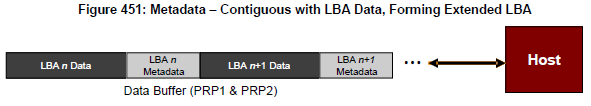 Figure 451: Metadata – Contiguous with LBA Data, Forming Extended LBA
LBA n Data
LBA n
Metadata
LBA n+1 Data
LBA n+1
Metadata
...
Host
Data Buffer (PRP1 & PRP2)